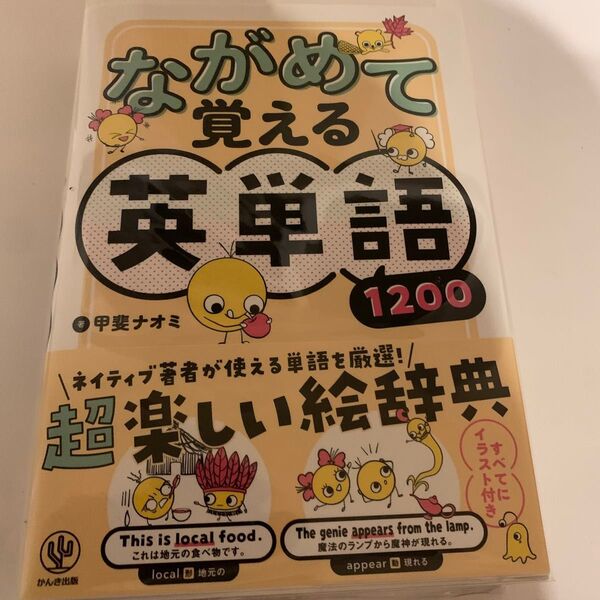 ながめて
覚える
英単語
1200
著 甲斐ナオミ
ネイティブ著者が使える単語を厳選!
超楽しい絵辞典
すべてに
イラスト付き
This is local food.
これは地元の食べ物です。
local 形 地元の
The genie appears from the lamp.
魔法のランプから魔神が現れる。
appear 動 現れる
かんき出版